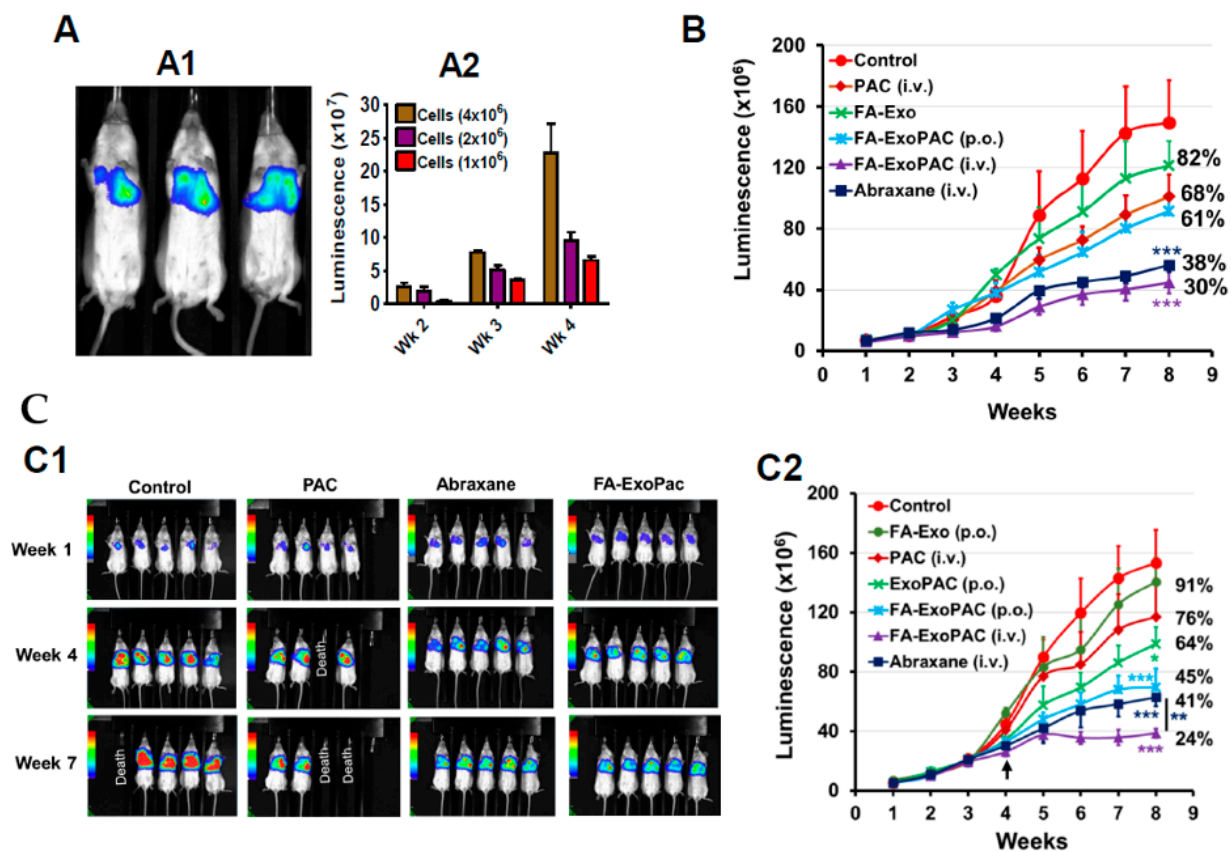 A
A1
A2
Luminescence (x10⁷)
30
25
20
15
10
5
0
Cells (4x10⁶)
Cells (2x10⁶)
Cells (1x10⁶)
Wk 2
Wk 3
Wk 4
B
Luminescence (x10⁶)
200
160
120
80
40
0
Control
PAC (i.v.)
FA-Exo
FA-ExoPAC (p.o.)
FA-ExoPAC (i.v.)
Abraxane (i.v.)
82%
68%
61%
***
38%
30%
***
0 1 2 3 4 5 6 7 8 9
Weeks
C
C1
Control PAC Abraxane FA-ExoPac
Week 1
Week 4
Death
Week 7
Death
Death
Death
C2
Luminescence (x10⁶)
200
160
120
80
40
0
Control
FA-Exo (p.o.)
PAC (i.v.)
ExoPAC (p.o.)
FA-ExoPAC (p.o.)
FA-ExoPAC (i.v.)
Abraxane (i.v.)
91%
76%
64%
*
45%
***
41%
*** **
24%
***
0 1 2 3 4 5 6 7 8 9
Weeks